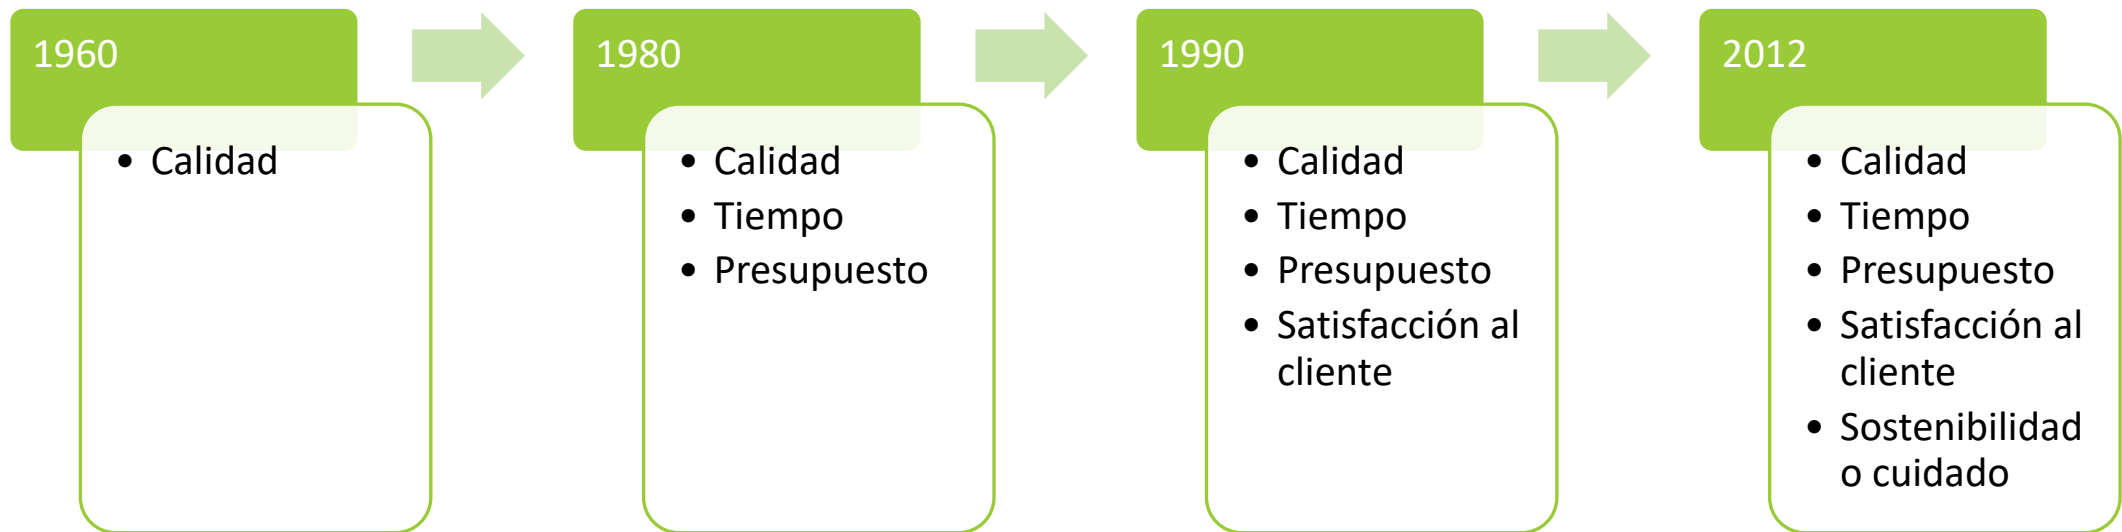 1960
• Calidad
1980
• Calidad
• Tiempo
• Presupuesto
1990
• Calidad
• Tiempo
• Presupuesto
• Satisfacción al
cliente
2012
• Calidad
• Tiempo
• Presupuesto
• Satisfacción al
cliente
• Sostenibilidad
o cuidado